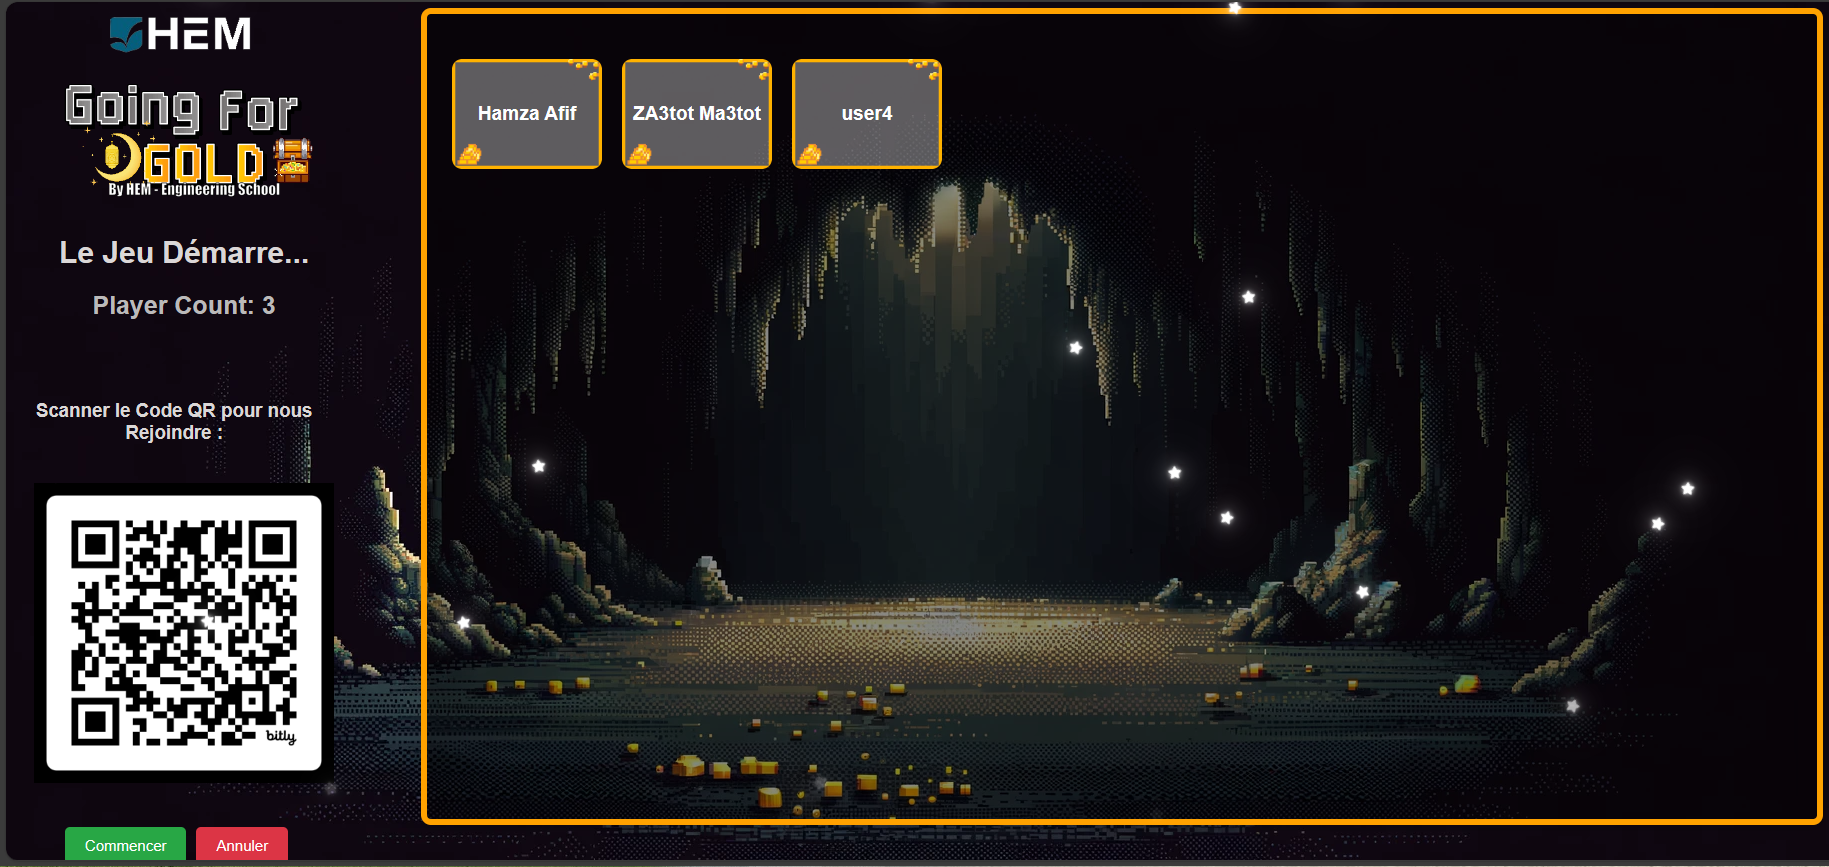 HEM
Going For
GOLD
By HEM - Engineering School
Le Jeu Démarre...
Player Count: 3
Scanner le Code QR pour nous
Rejoindre :
bitly
Commencer
Annuler
Hamza Afif
ZA3tot Ma3tot
user4